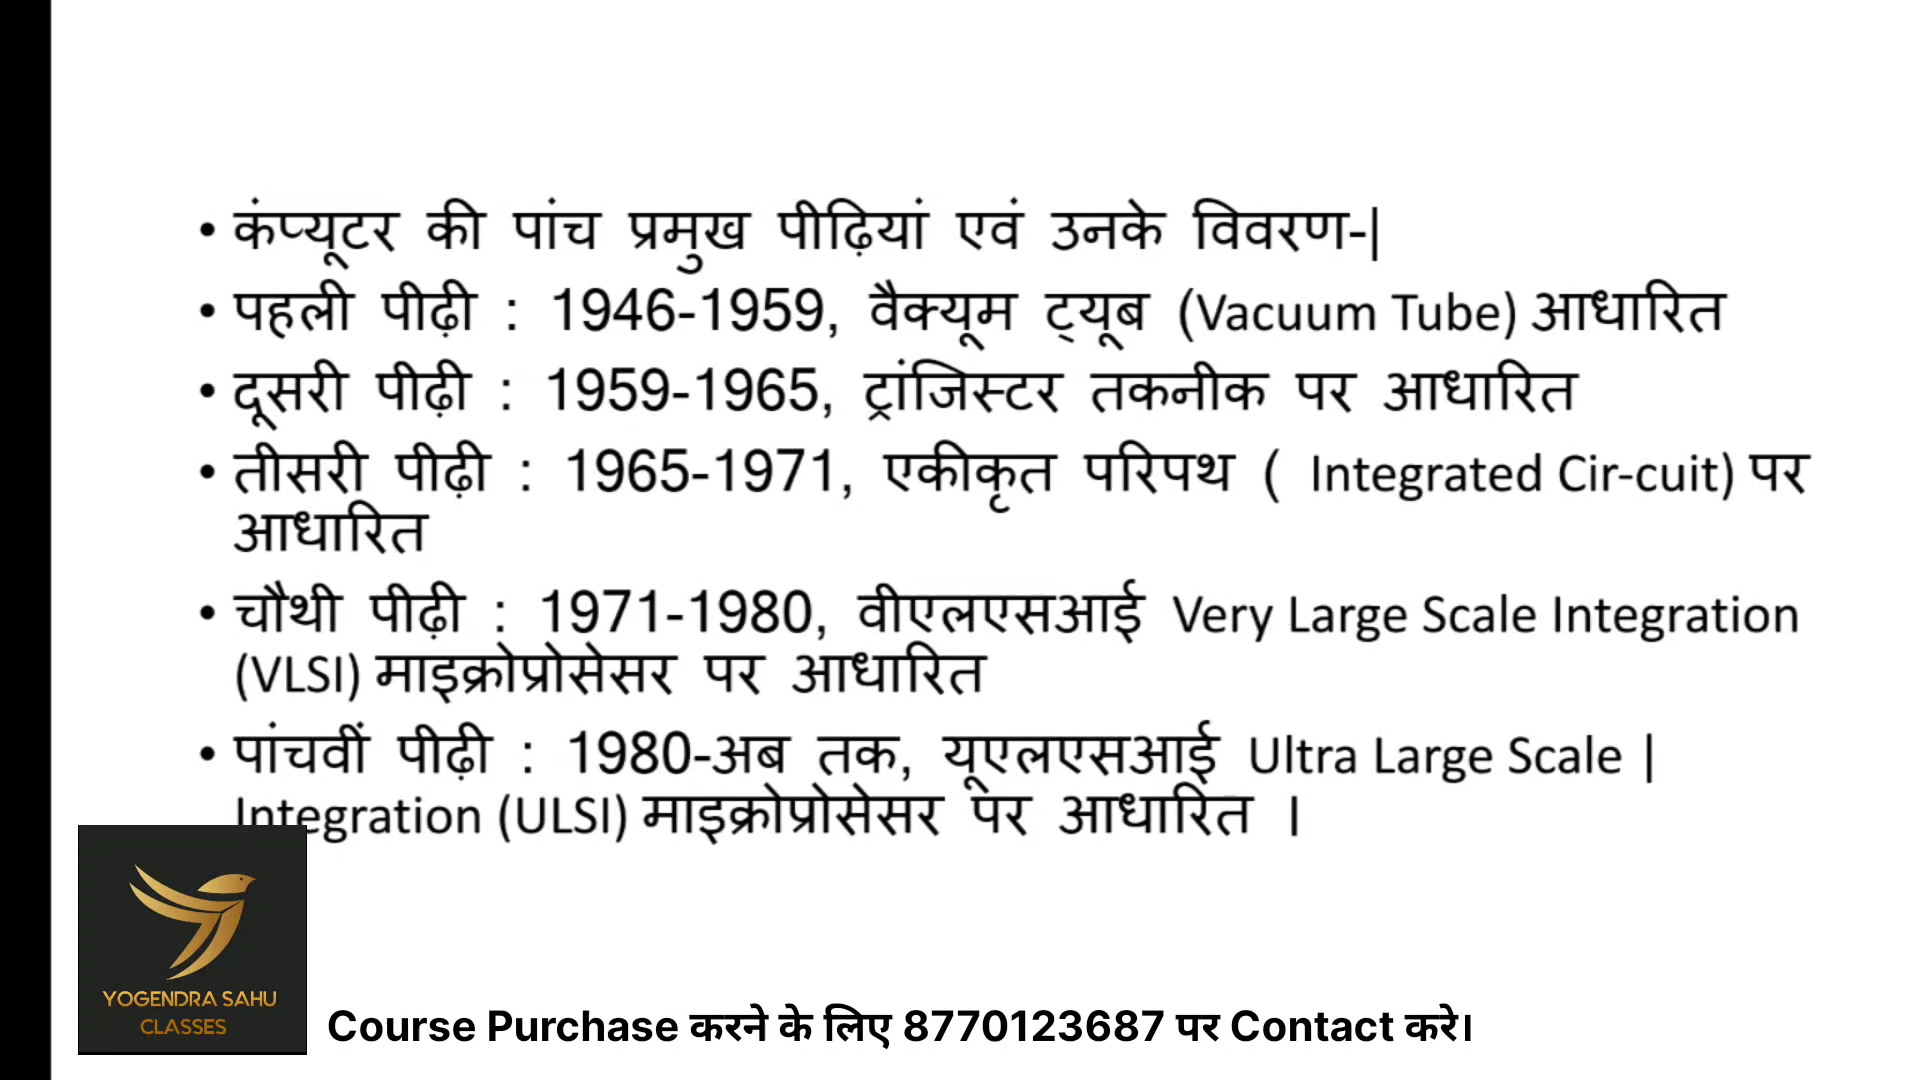 • कंप्यूटर की पांच प्रमुख पीढ़ियां एवं उनके विवरण-|
• पहली पीढ़ी : 1946-1959, वैक्यूम ट्यूब (Vacuum Tube) आधारित
• दूसरी पीढ़ी : 1959-1965, ट्रांजिस्टर तकनीक पर आधारित
• तीसरी पीढ़ी : 1965-1971, एकीकृत परिपथ ( Integrated Cir-cuit) पर
आधारित
• चौथी पीढ़ी : 1971-1980, वीएलएसआई Very Large Scale Integration
(VLSI) माइक्रोप्रोसेसर पर आधारित
• पांचवीं पीढ़ी : 1980-अब तक, यूएलएसआई Ultra Large Scale |
Integration (ULSI) माइक्रोप्रोसेसर पर आधारित ।
YOGENDRA SAHU
CLASSES
Course Purchase करने के लिए 8770123687 पर Contact करे।